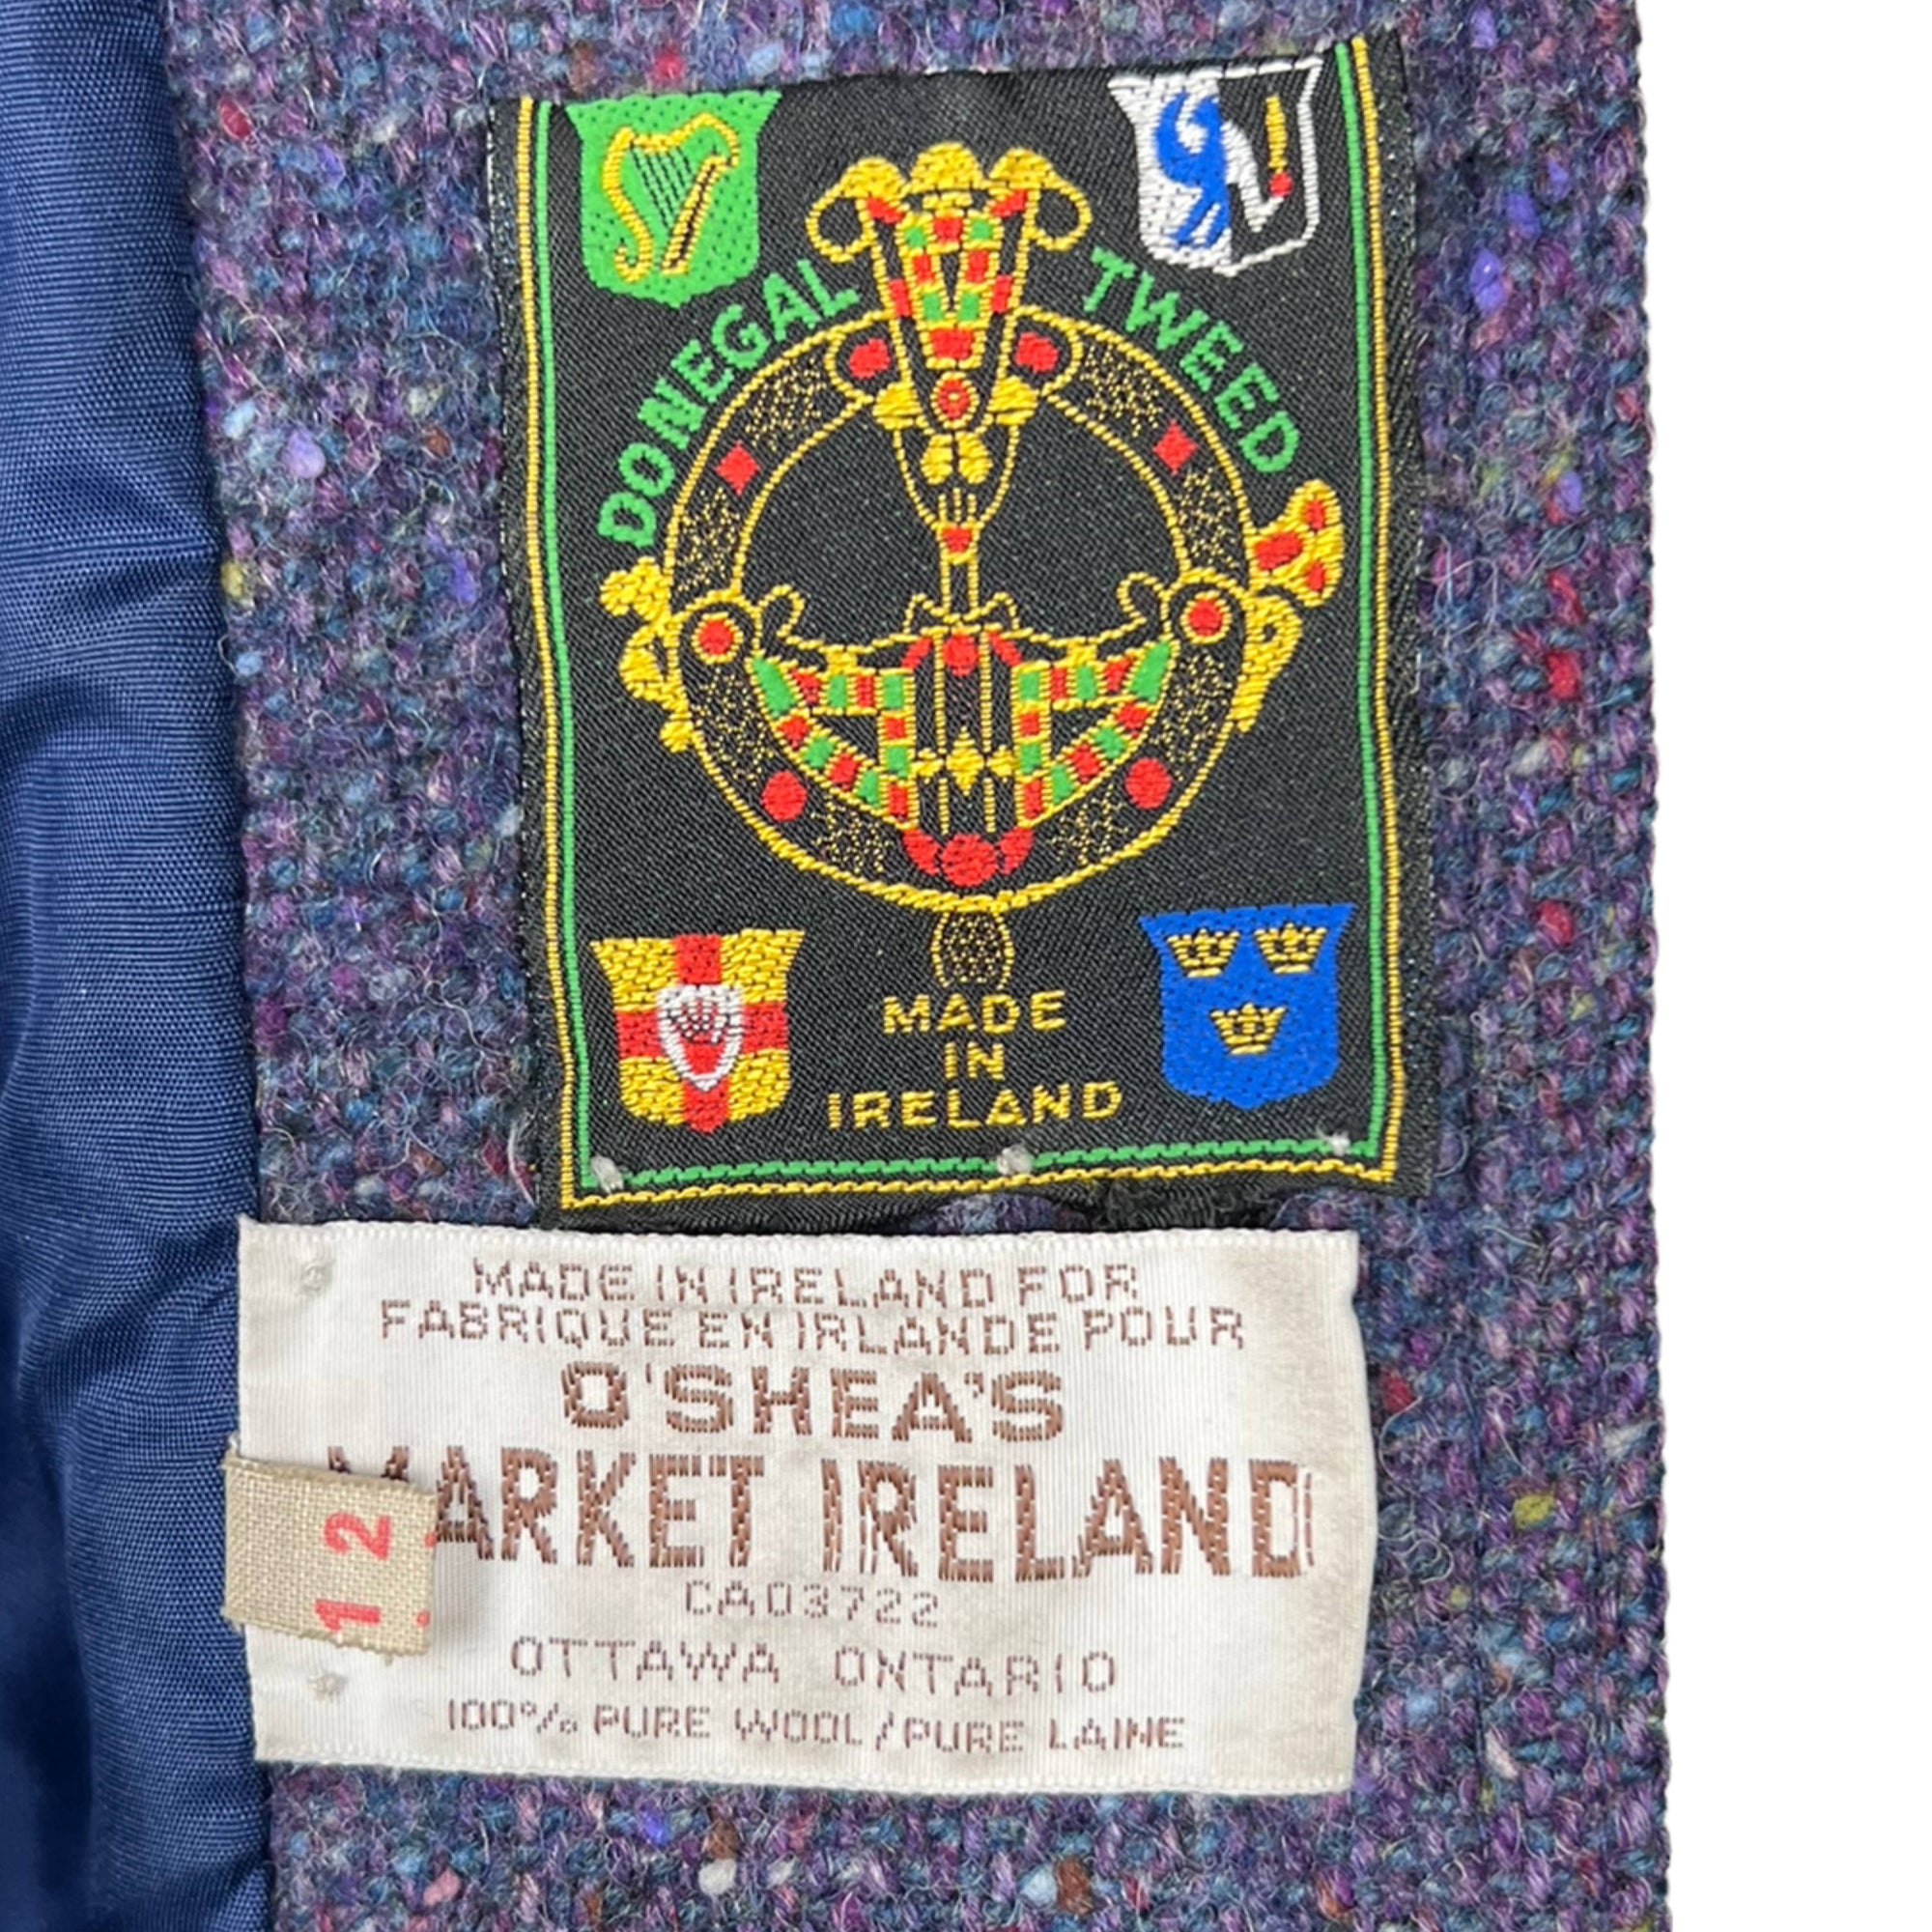 DONEGAL TWEED
MADE
IN
IRELAND
MADE IN IRELAND FOR
FABRIQUE EN IRLANDE POUR
O'SHEA'S
MARKET IRELAND
CA03722
OTTAWA ONTARIO
100% PURE WOOL/PURE LAINE
12